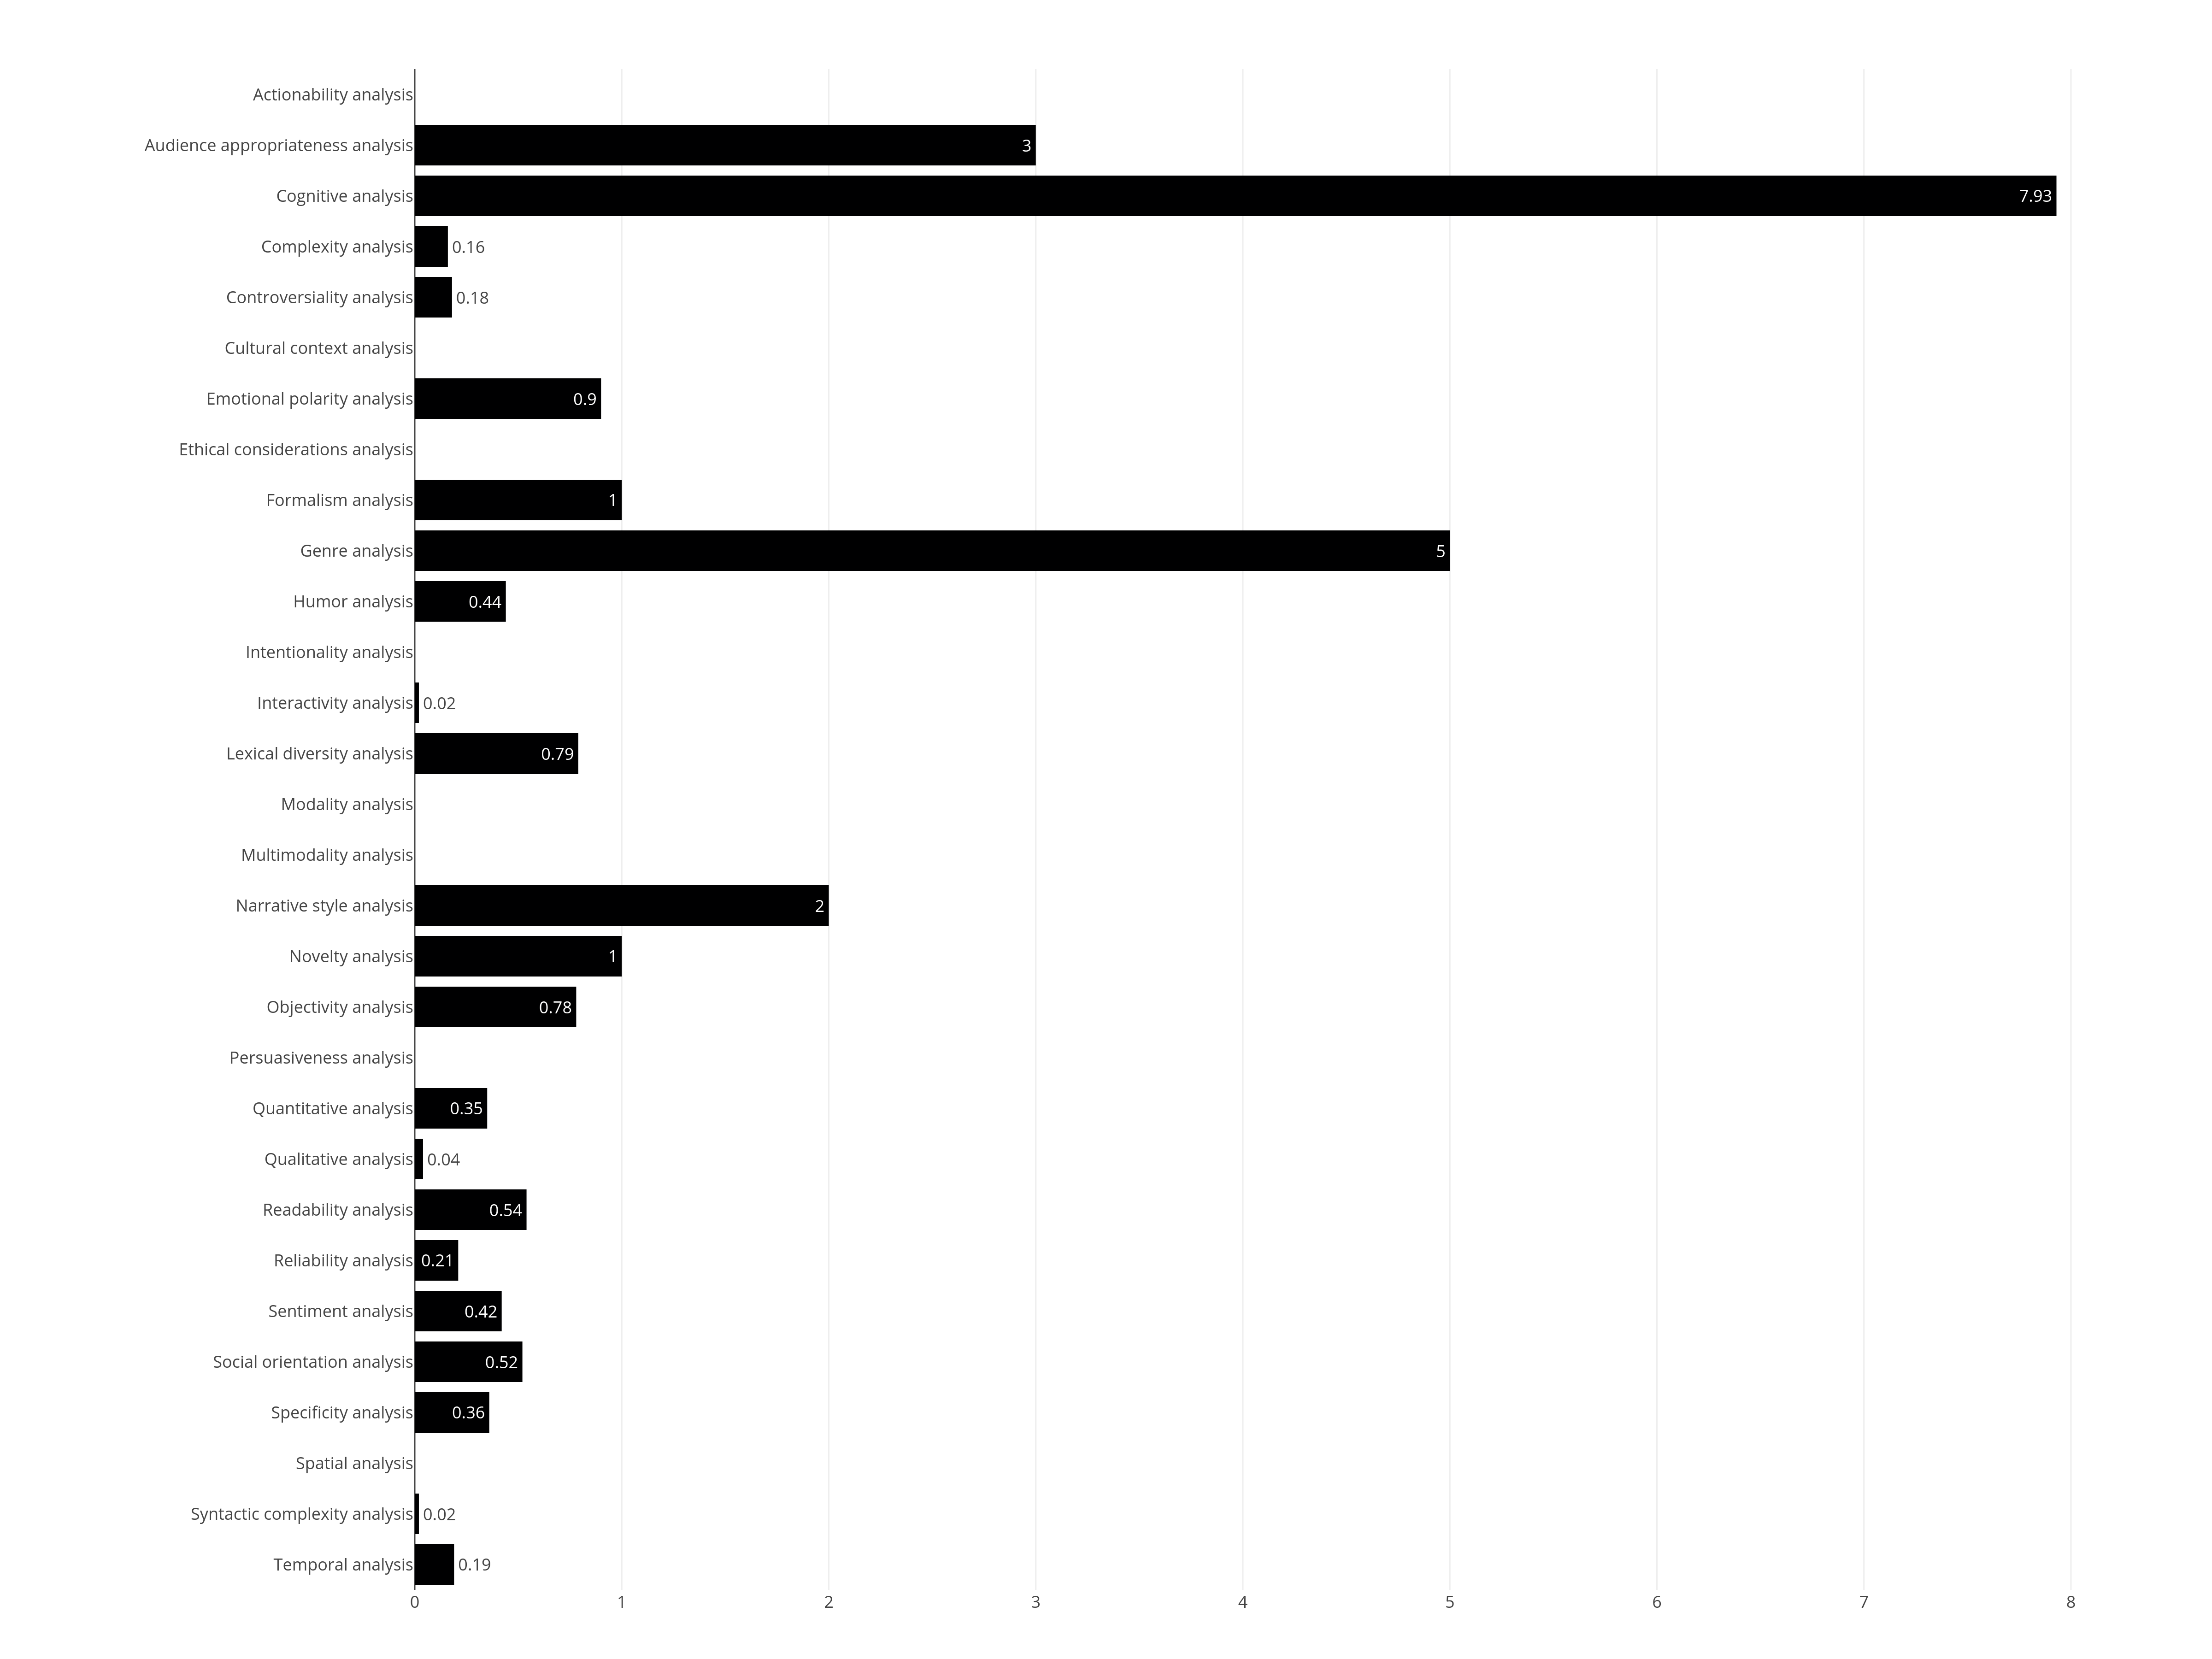 Actionability analysis
Audience appropriateness analysis 3
Cognitive analysis 7.93
Complexity analysis 0.16
Controversiality analysis 0.18
Cultural context analysis
Emotional polarity analysis 0.9
Ethical considerations analysis
Formalism analysis 1
Genre analysis 5
Humor analysis 0.44
Intentionality analysis
Interactivity analysis 0.02
Lexical diversity analysis 0.79
Modality analysis
Multimodality analysis
Narrative style analysis 2
Novelty analysis 1
Objectivity analysis 0.78
Persuasiveness analysis
Quantitative analysis 0.35
Qualitative analysis 0.04
Readability analysis 0.54
Reliability analysis 0.21
Sentiment analysis 0.42
Social orientation analysis 0.52
Specificity analysis 0.36
Spatial analysis
Syntactic complexity analysis 0.02
Temporal analysis 0.19
0 1 2 3 4 5 6 7 8